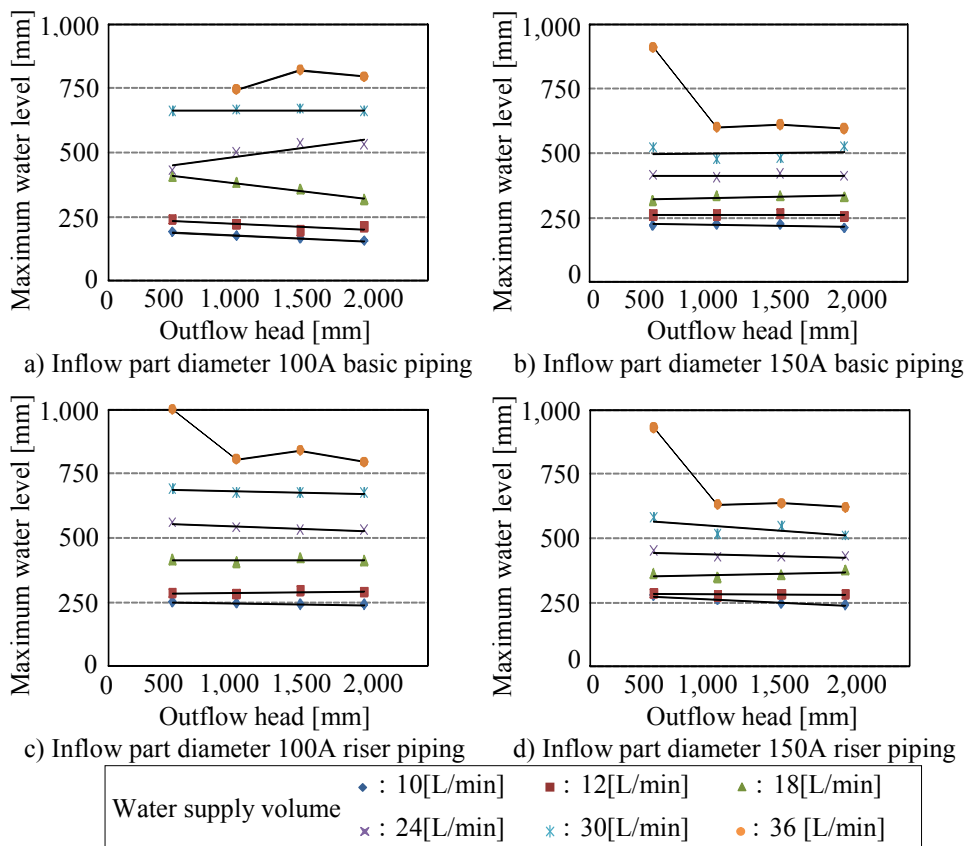 Maximum water level [mm]
1,000
750
500
250
0
0 500 1,000 1,500 2,000
Outflow head [mm]
a) Inflow part diameter 100A basic piping
Maximum water level [mm]
1,000
750
500
250
0
0 500 1,000 1,500 2,000
Outflow head [mm]
b) Inflow part diameter 150A basic piping
Maximum water level [mm]
1,000
750
500
250
0
0 500 1,000 1,500 2,000
Outflow head [mm]
c) Inflow part diameter 100A riser piping
Maximum water level [mm]
1,000
750
500
250
0
0 500 1,000 1,500 2,000
Outflow head [mm]
d) Inflow part diameter 150A riser piping
Water supply volume
: 10[L/min] : 12[L/min] : 18[L/min]
: 24[L/min] : 30[L/min] : 36 [L/min]